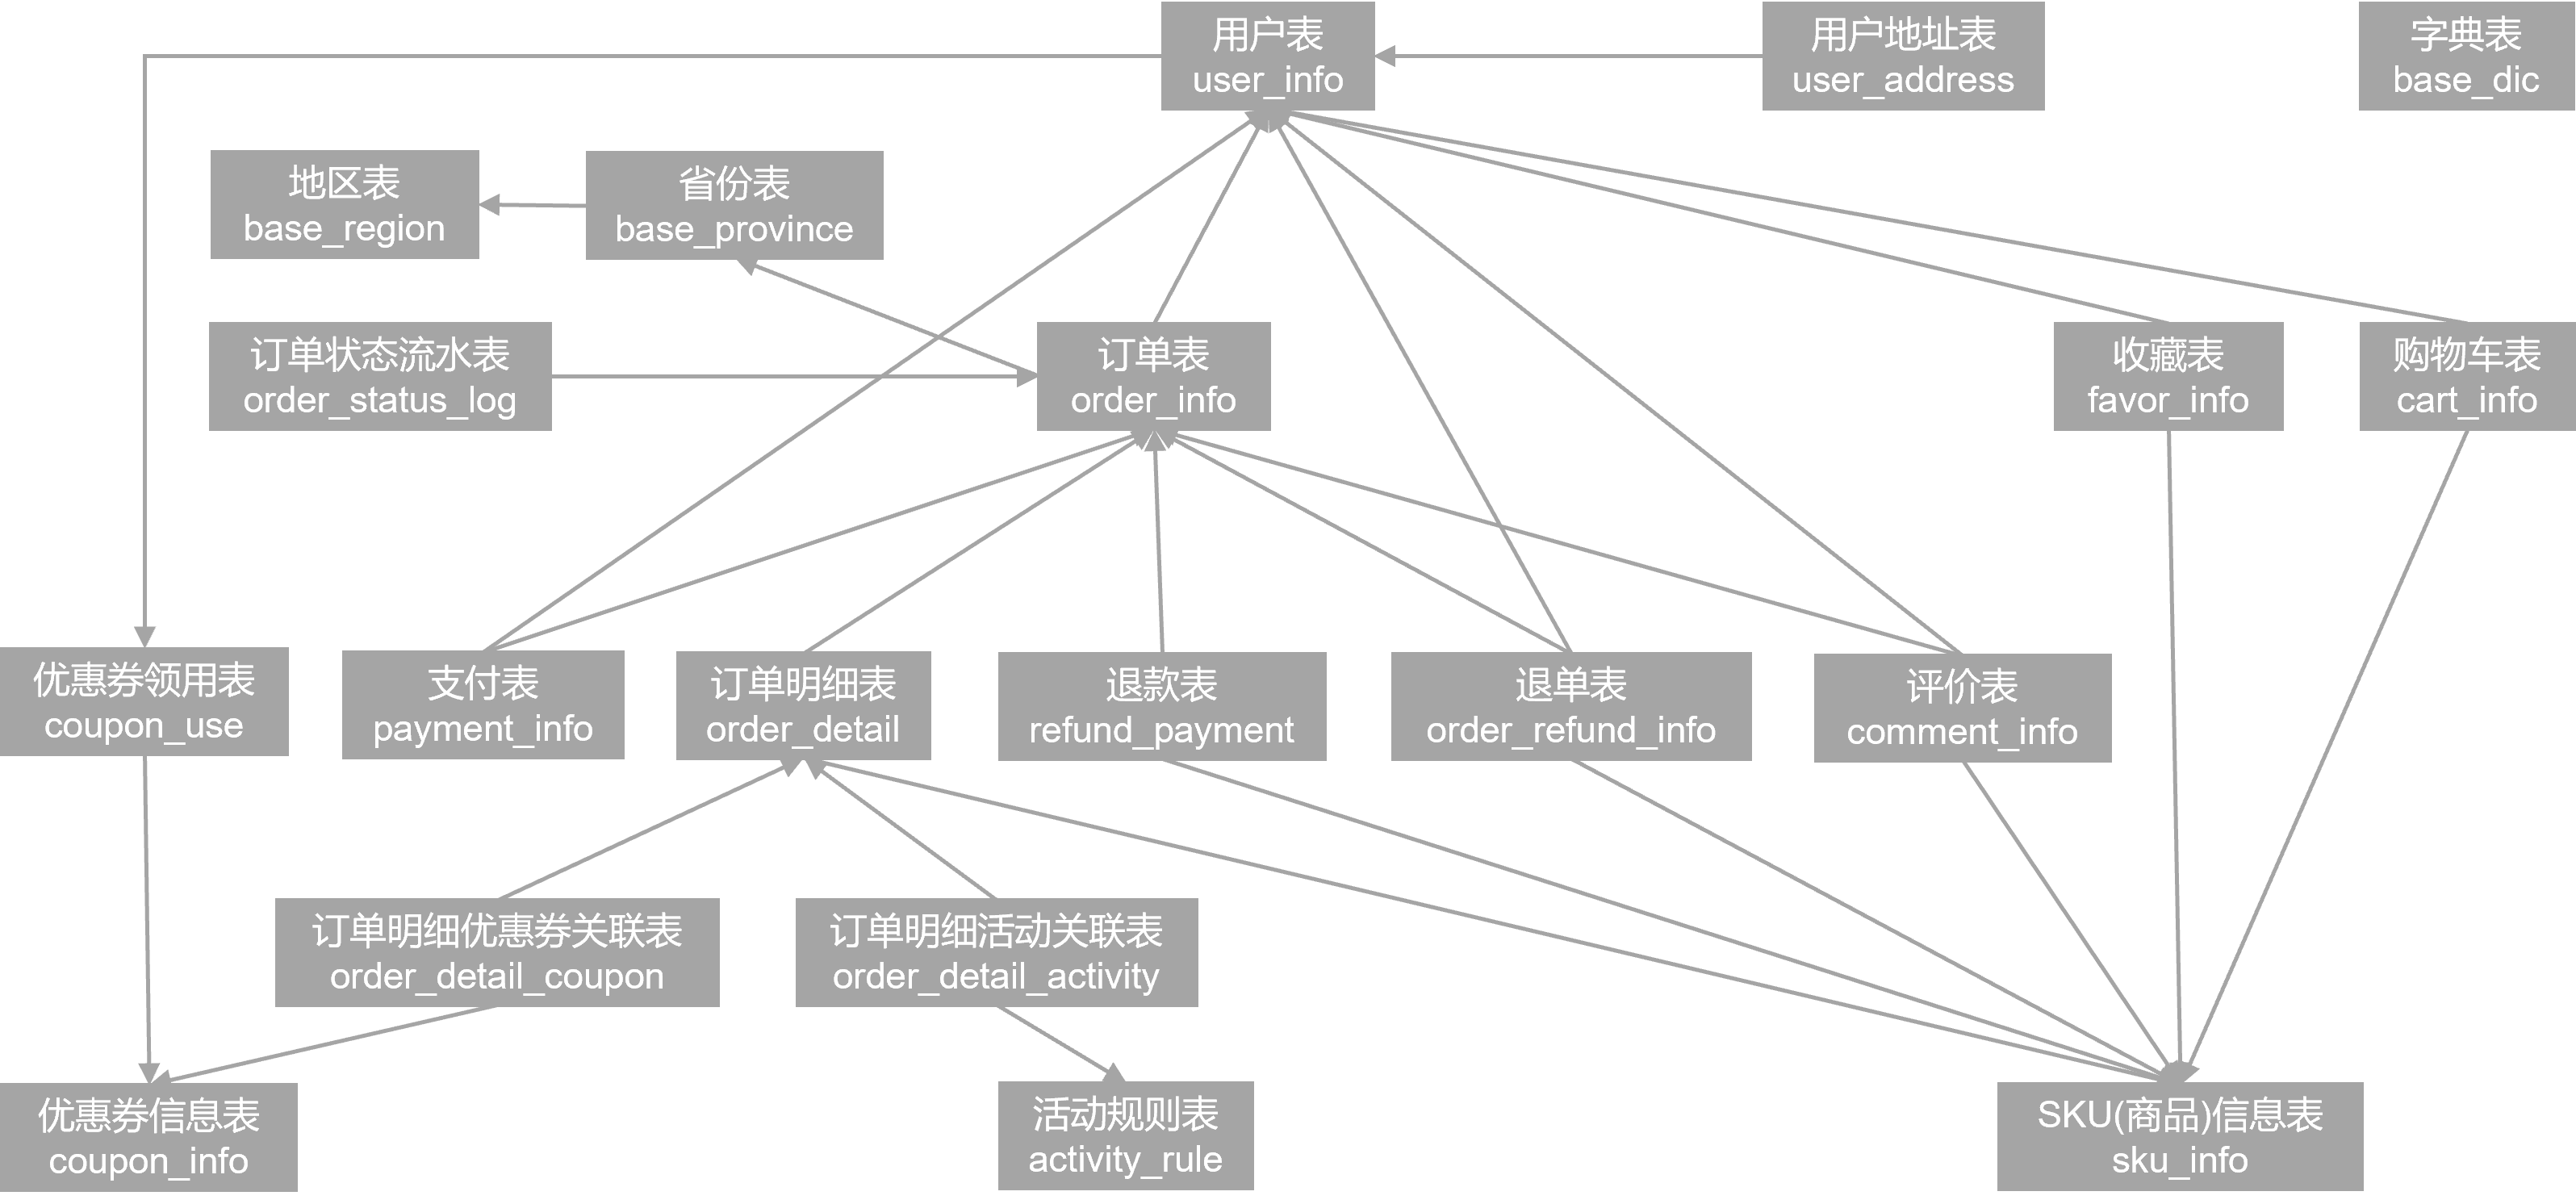 用户表
user_info
用户地址表
user_address
字典表
base_dic
地区表
base_region
省份表
base_province
订单状态流水表
order_status_log
订单表
order_info
收藏表
favor_info
购物车表
cart_info
优惠券领用表
coupon_use
支付表
payment_info
订单明细表
order_detail
退款表
refund_payment
退单表
order_refund_info
评价表
comment_info
订单明细优惠券关联表
order_detail_coupon
订单明细活动关联表
order_detail_activity
优惠券信息表
coupon_info
活动规则表
activity_rule
SKU(商品)信息表
sku_info